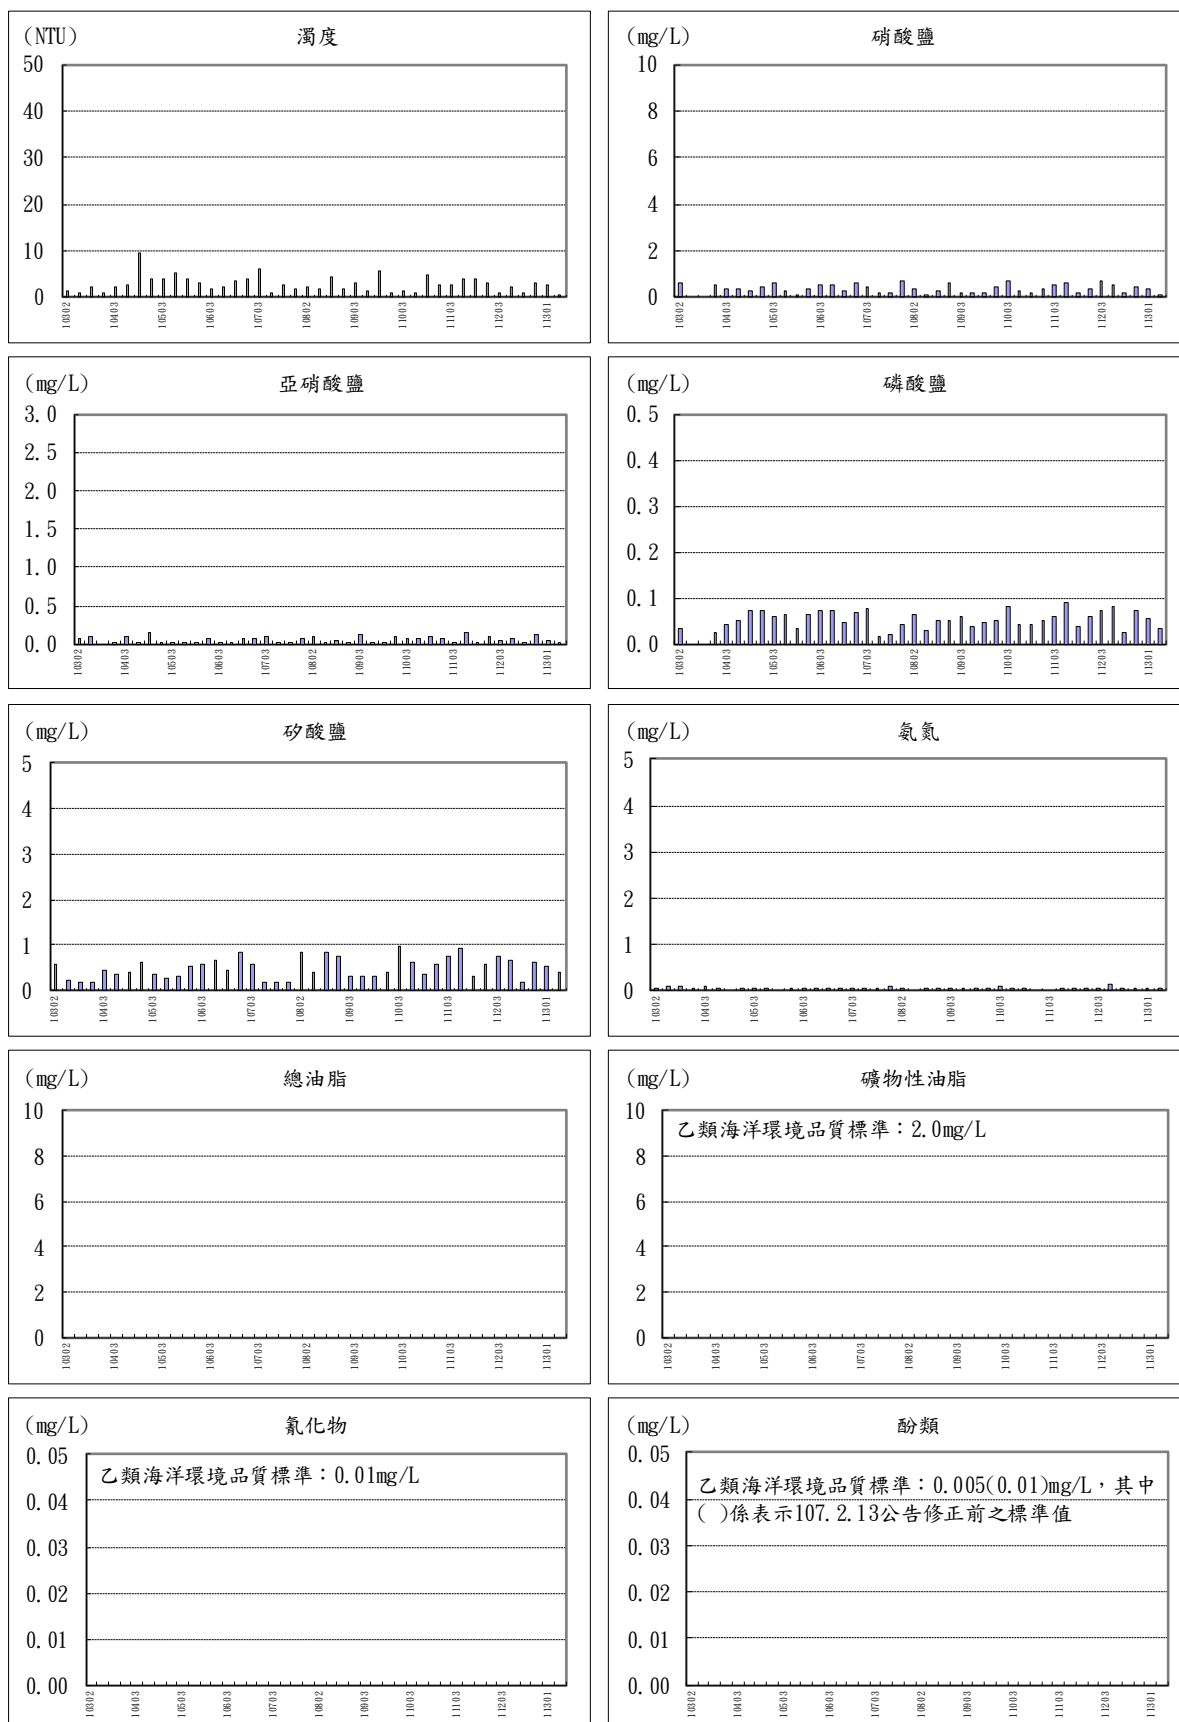 (NTU) 濁度
50
40
30
20
10
0
10302 10403 10503 10603 10703 10802 10903 11003 11103 11203 11301
(mg/L) 硝酸鹽
10
8
6
4
2
0
10302 10403 10503 10603 10703 10802 10903 11003 11103 11203 11301
(mg/L) 亞硝酸鹽
3.0
2.5
2.0
1.5
1.0
0.5
0.0
10302 10403 10503 10603 10703 10802 10903 11003 11103 11203 11301
(mg/L) 磷酸鹽
0.5
0.4
0.3
0.2
0.1
0.0
10302 10403 10503 10603 10703 10802 10903 11003 11103 11203 11301
(mg/L) 矽酸鹽
5
4
3
2
1
0
10302 10403 10503 10603 10703 10802 10903 11003 11103 11203 11301
(mg/L) 氨氮
5
4
3
2
1
0
10302 10403 10503 10603 10703 10802 10903 11003 11103 11203 11301
(mg/L) 總油脂
10
8
6
4
2
0
10302 10403 10503 10603 10703 10802 10903 11003 11103 11203 11301
(mg/L) 礦物性油脂
10
乙類海洋環境品質標準：2.0mg/L
8
6
4
2
0
10302 10403 10503 10603 10703 10802 10903 11003 11103 11203 11301
(mg/L) 氰化物
0.05
乙類海洋環境品質標準：0.01mg/L
0.04
0.03
0.02
0.01
0.00
10302 10403 10503 10603 10703 10802 10903 11003 11103 11203 11301
(mg/L) 酚類
0.05
乙類海洋環境品質標準：0.005(0.01)mg/L，其中
0.04
( )係表示107.2.13公告修正前之標準值
0.03
0.02
0.01
0.00
10302 10403 10503 10603 10703 10802 10903 11003 11103 11203 11301